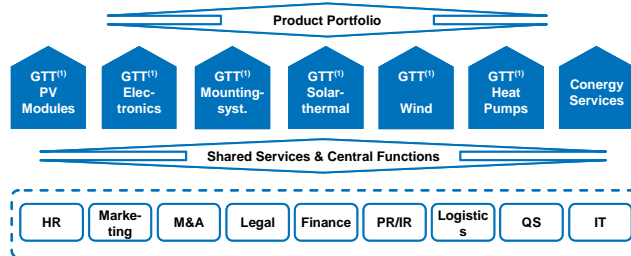 Product Portfolio
GTT(1) PV Modules
GTT(1) Elec-tronics
GTT(1) Mounting-syst.
GTT(1) Solar-thermal
GTT(1) Wind
GTT(1) Heat Pumps
Conergy Services
Shared Services & Central Functions
HR
Marke-ting
M&A
Legal
Finance
PR/IR
Logistics
QS
IT